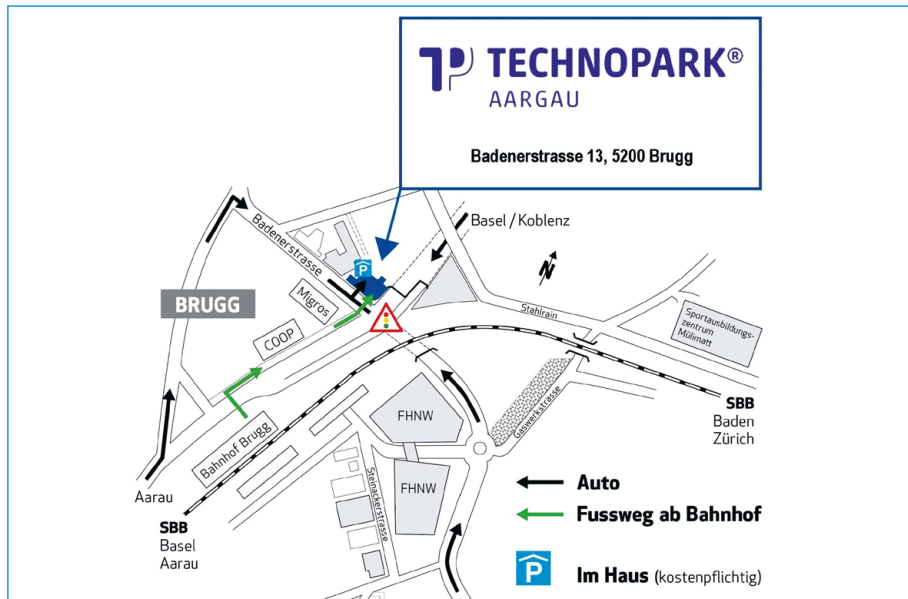 TECHNOPARK®
AARGAU
Badenerstrasse 13, 5200 Brugg
Badenerstrasse
Basel / Koblenz
P
N
BRUGG
Migros
COOP
Stahlrain
Sportausbildungs-
zentrum
Mülimatt
Bahnhof Brugg
FHNW
Gaswerkstrasse
SBB
Baden
Zürich
Steinackerstrasse
FHNW
Aarau
SBB
Basel
Aarau
Auto
Fussweg ab Bahnhof
P
Im Haus (kostenpflichtig)